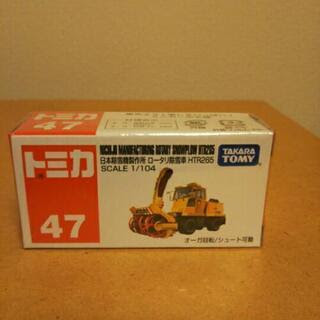 トミカ
47
NICHIJO MANUFACTURING ROTARY SNOWPLOW HTR265
日本除雪機製作所 ロータリ除雪車 HTR265
SCALE 1/104
TAKARA TOMY
トミカ
47
オーガ回転/シュート可動